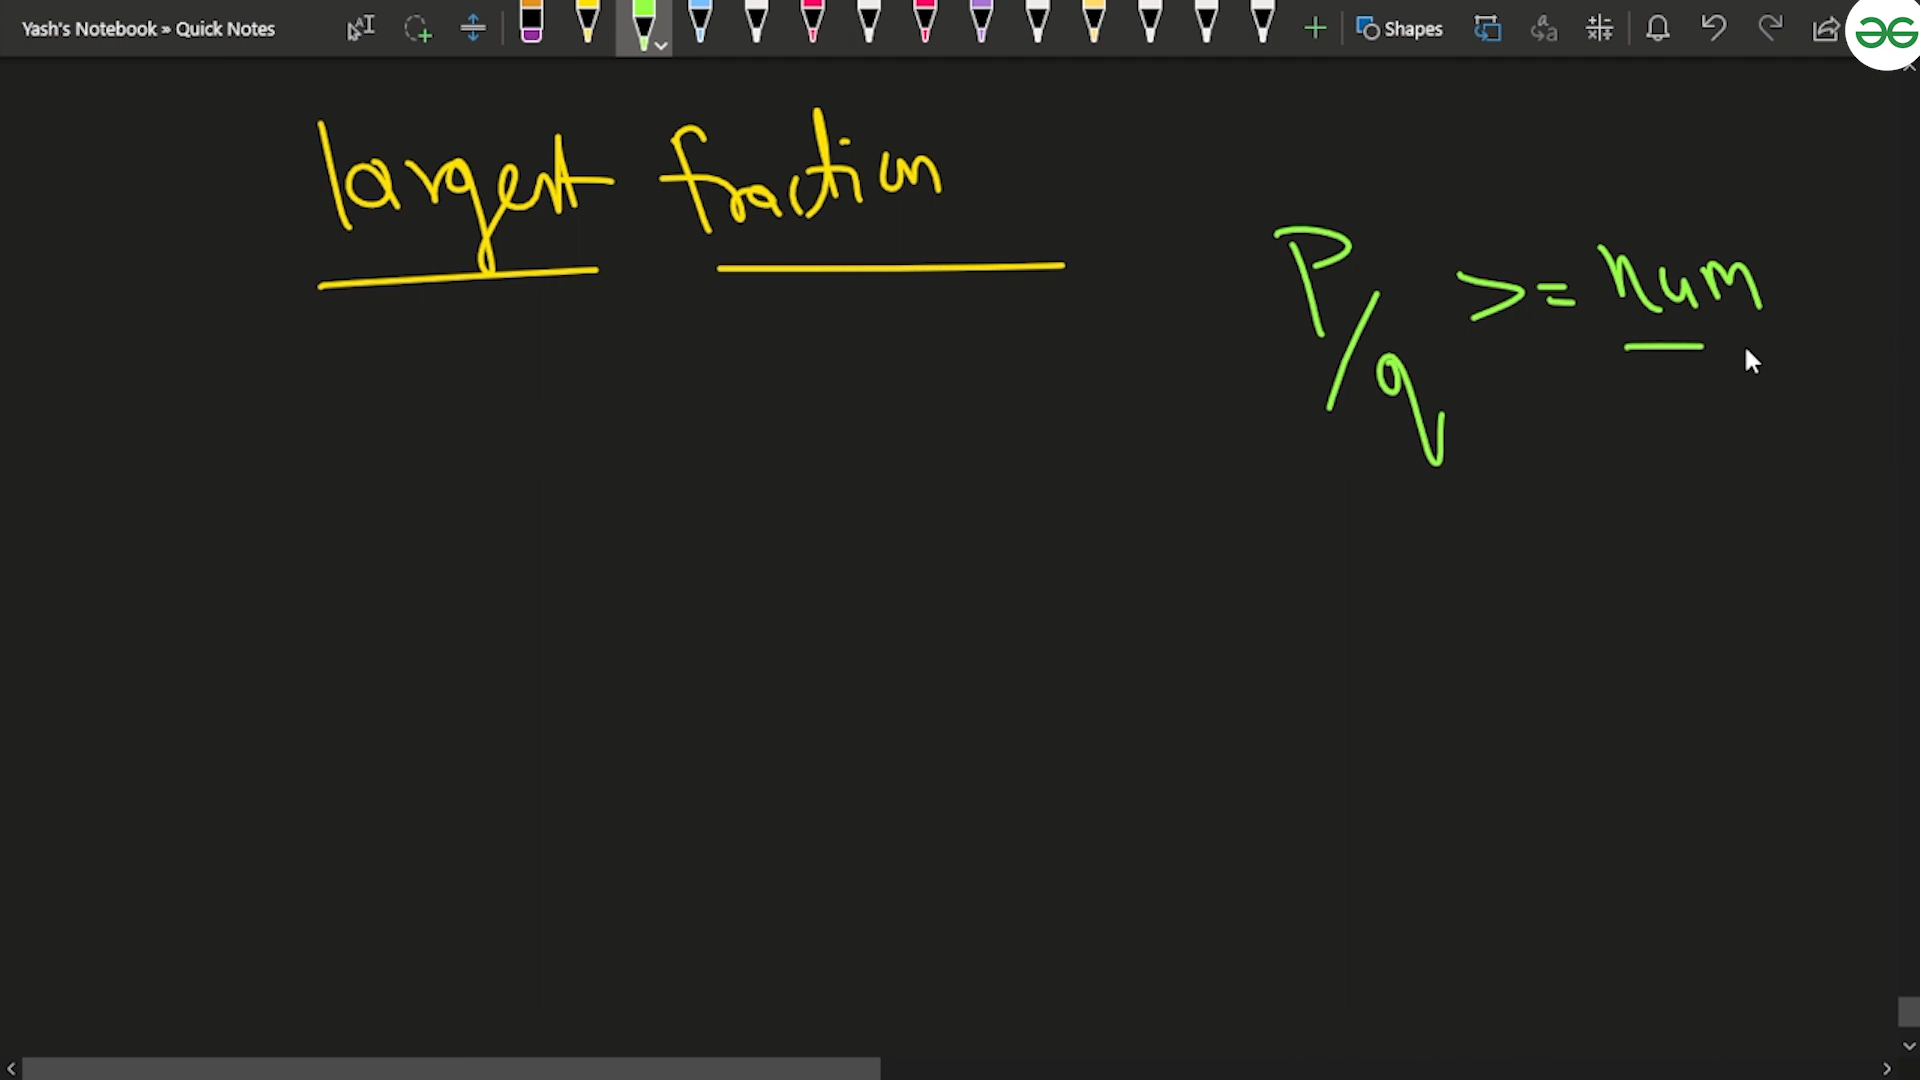 Yash's Notebook » Quick Notes
Shapes
largest fraction
P/q >= num